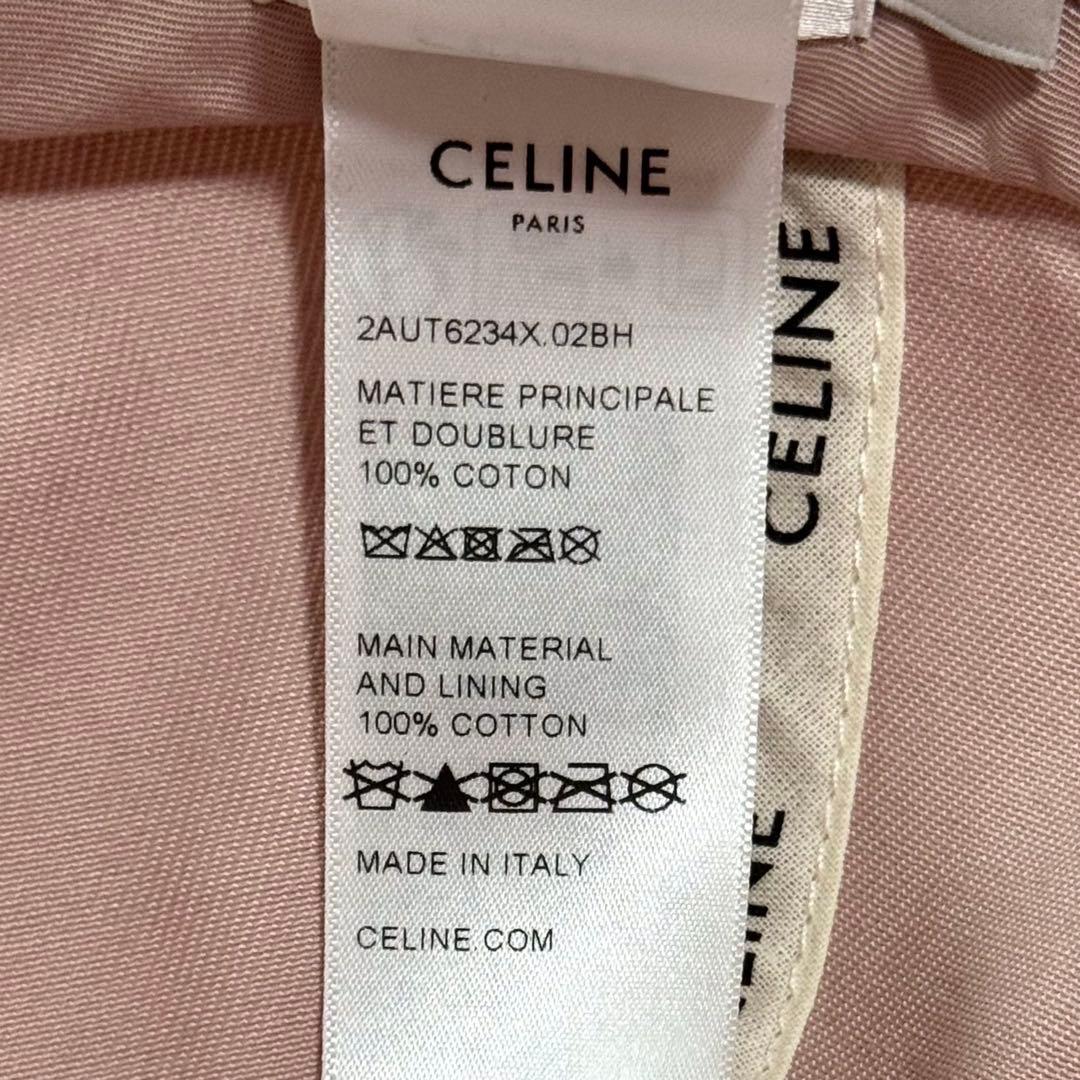 CELINE
PARIS
2AUT6234X.02BH
MATIERE PRINCIPALE
ET DOUBLURE
100% COTON
MAIN MATERIAL
AND LINING
100% COTTON
MADE IN ITALY
CELINE.COM
CELINE